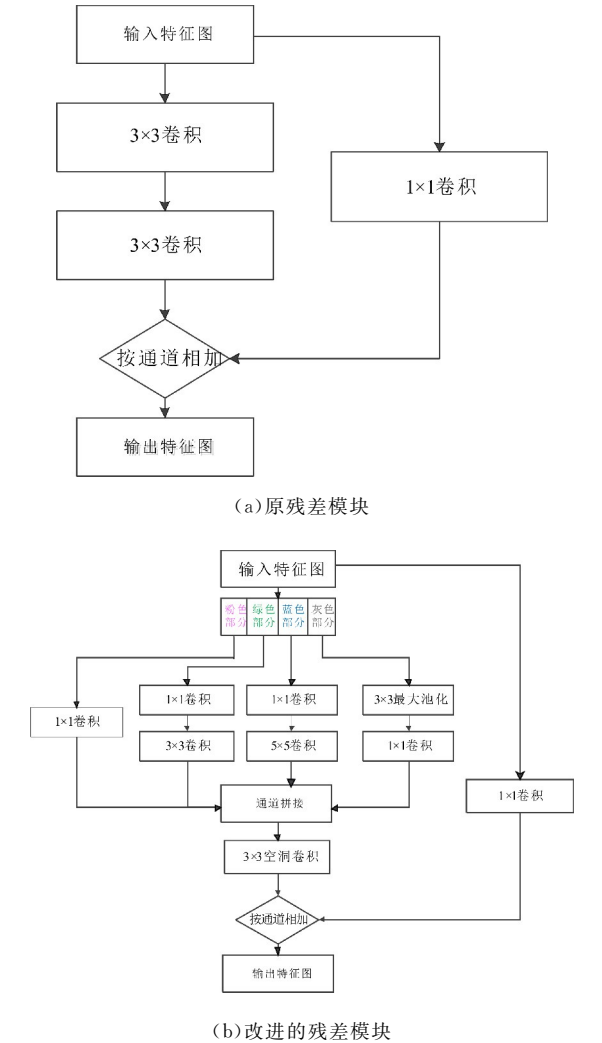 输入特征图
3×3卷积
1×1卷积
3×3卷积
按通道相加
输出特征图
(a)原残差模块
输入特征图
粉色部分
绿色部分
蓝色部分
灰色部分
1×1卷积
1×1卷积
3×3最大池化
1×1卷积
3×3卷积
5×5卷积
1×1卷积
1×1卷积
通道拼接
3×3空洞卷积
按通道相加
输出特征图
(b)改进的残差模块